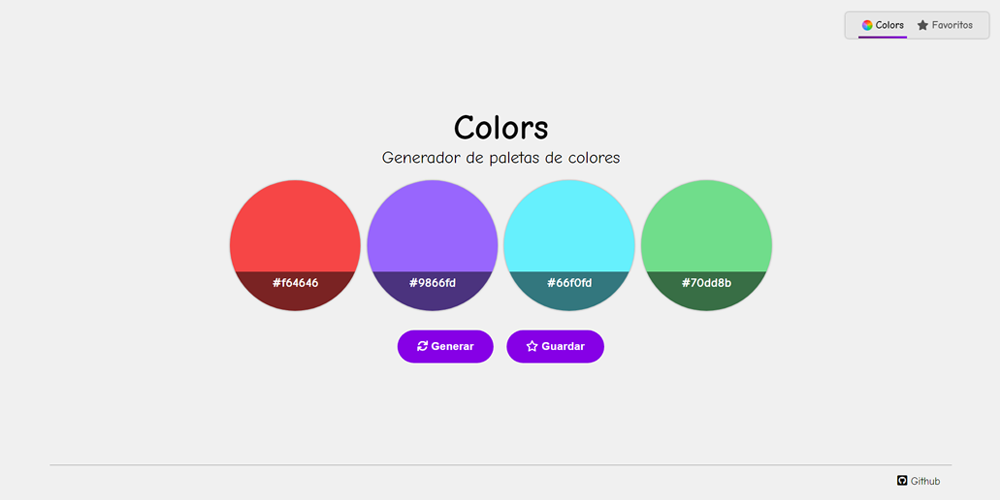 Colors Favoritos
Colors
Generador de paletas de colores
#f64646 #9866fd #66f0fd #70dd8b
Generar Guardar
Github